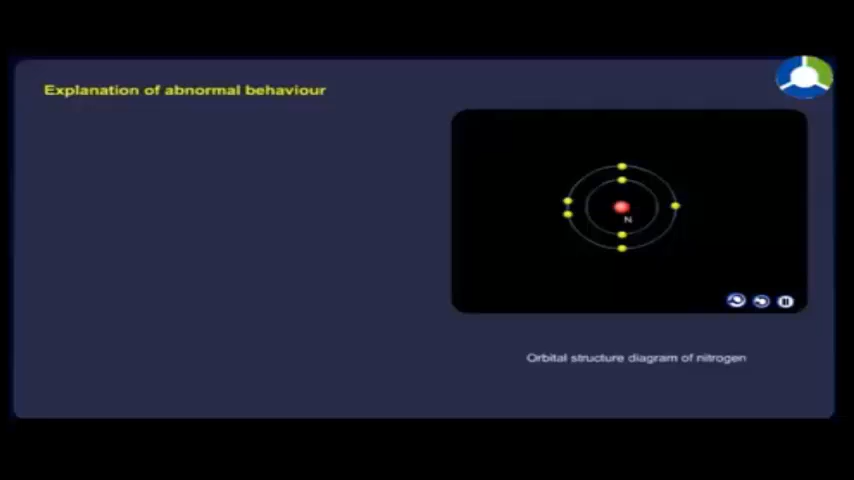 Explanation of abnormal behaviour
N
Orbital structure diagram of nitrogen